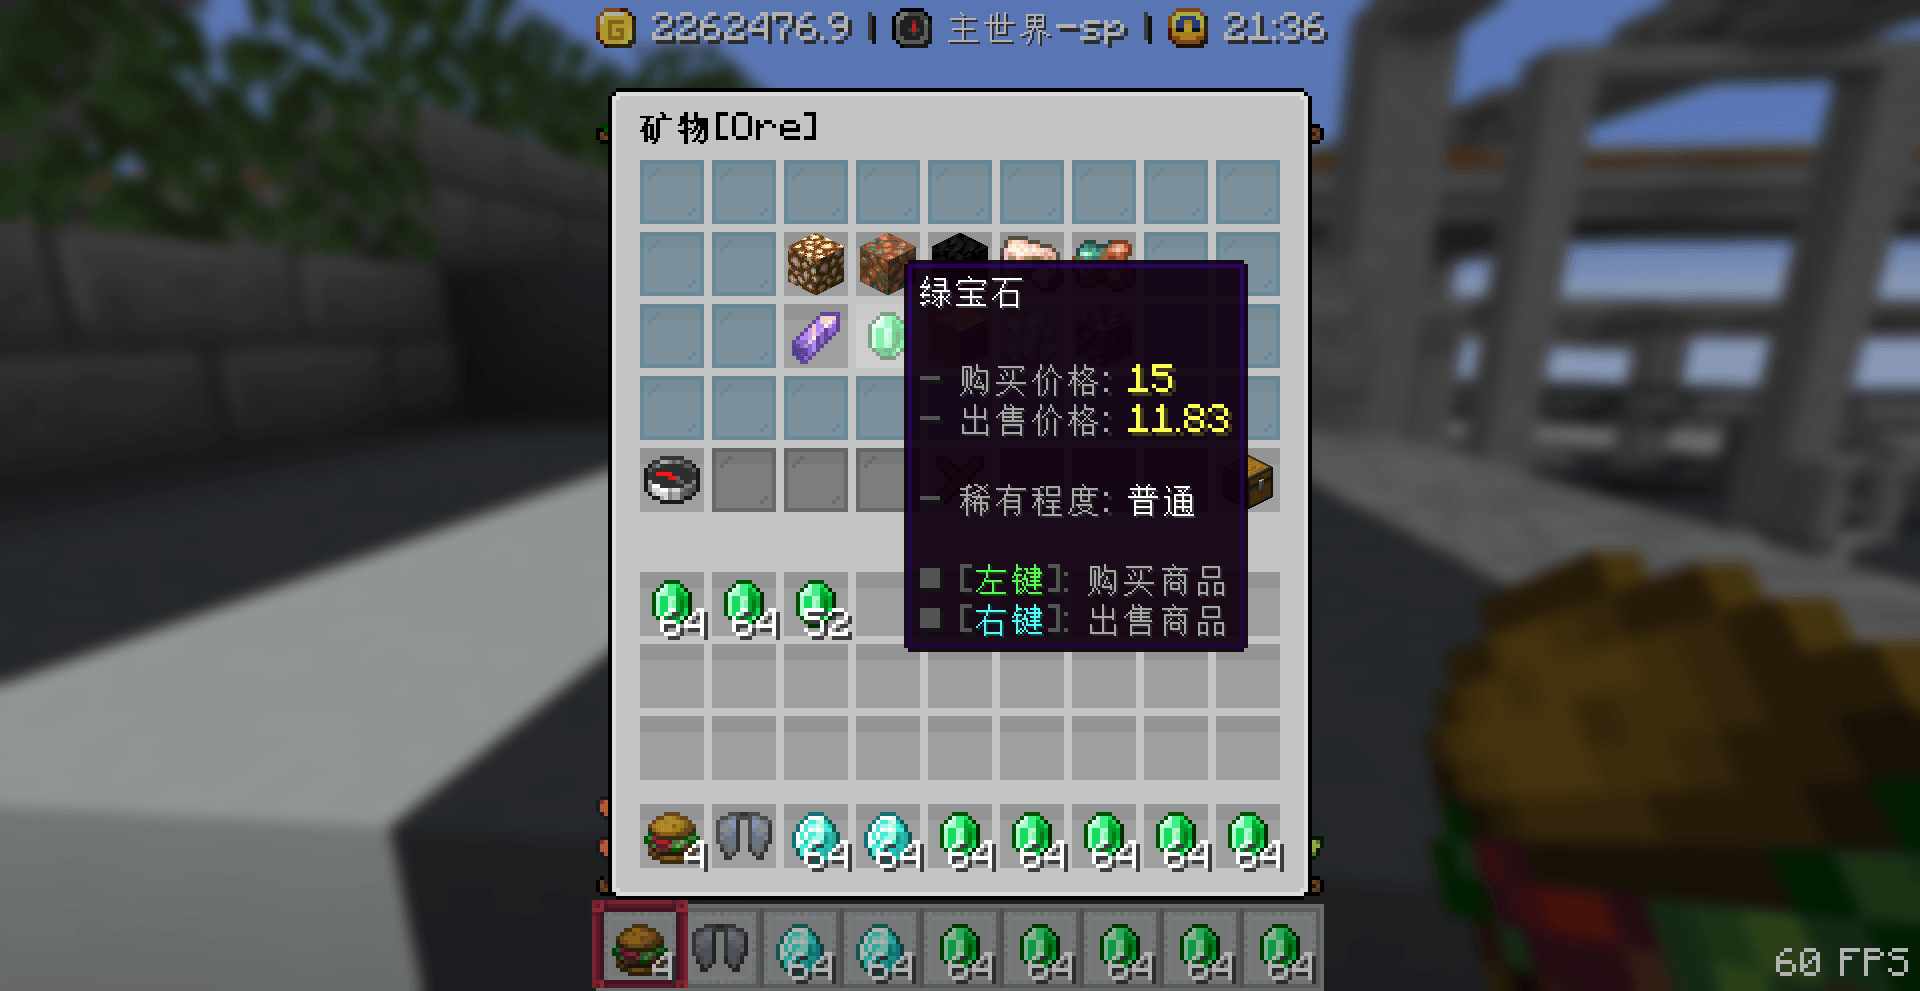 2262476.9 | 主世界-sp | 21:36
矿物[Ore]
绿宝石
- 购买价格: 15
- 出售价格: 11.83
- 稀有程度: 普通
■ [左键]: 购买商品
■ [右键]: 出售商品
64 64 52
4 64 64 64 64 64 64 64
4 64 64 64 64 64 64 64
60 FPS